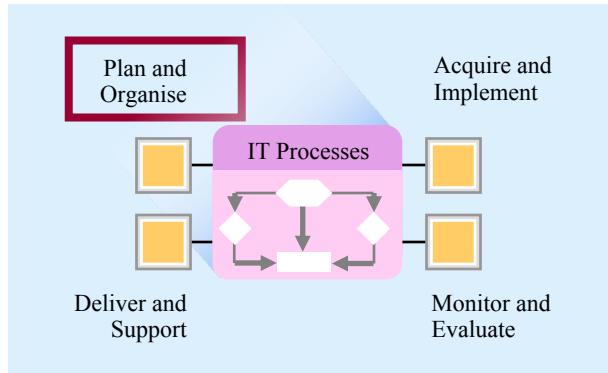 Plan and
Organise
Acquire and
Implement
IT Processes
Deliver and
Support
Monitor and
Evaluate